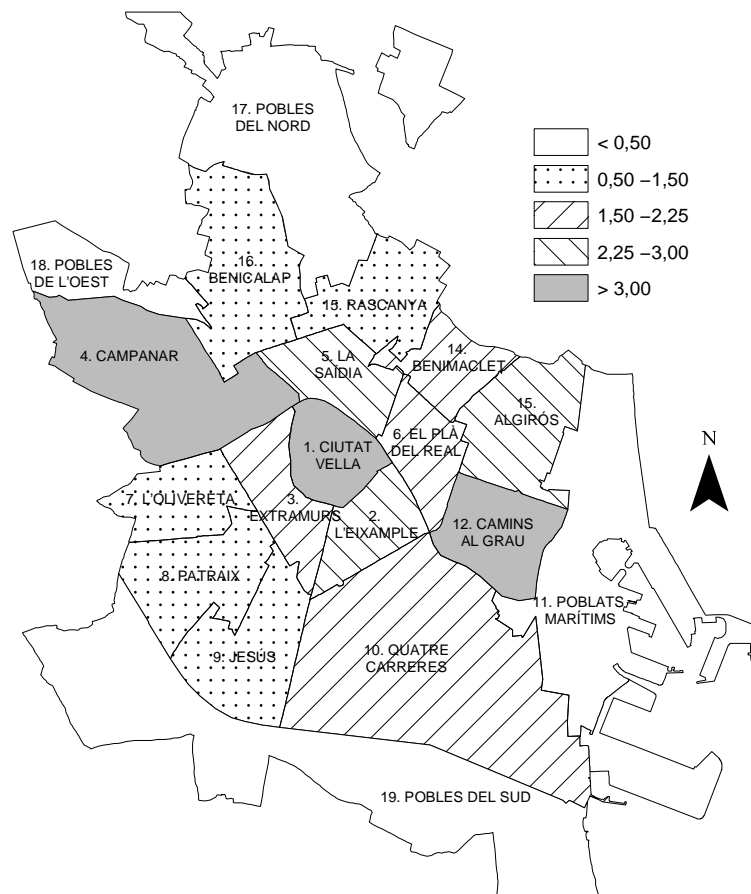 17. POBLES
DEL NORD
< 0,50
0,50 –1,50
1,50 –2,25
2,25 –3,00
> 3,00
18. POBLES
DE L'OEST
16.
BENICALAP
15. RASCANYA
4. CAMPANAR
5. LA
SAÏDIA
14.
BENIMACLET
15.
ALGIRÓS
1. CIUTAT
VELLA
6. EL PLÀ
DEL REAL
N
7. L'OLIVERETA
3.
EXTRAMURS
2.
L'EIXAMPLE
12. CAMINS
AL GRAU
8. PATRAIX
11. POBLATS
MARÍTIMS
9. JESÚS
10. QUATRE
CARRERES
19. POBLES DEL SUD